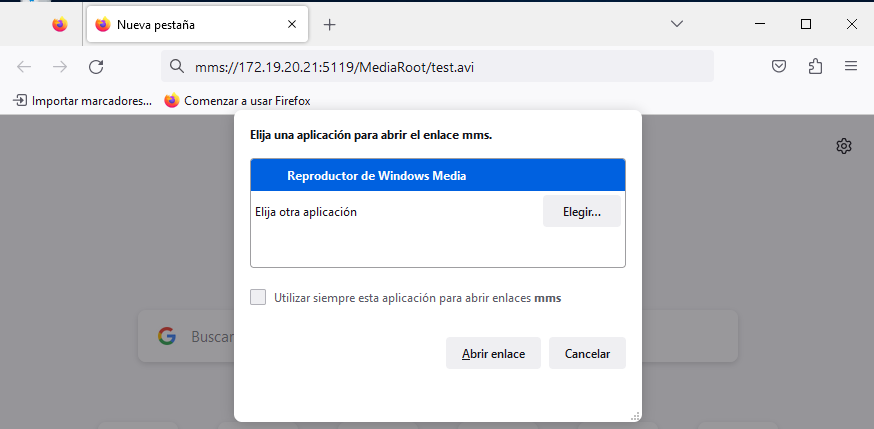 Nueva pestaña
mms://172.19.20.21:5119/MediaRoot/test.avi
Importar marcadores...
Comenzar a usar Firefox
Elija una aplicación para abrir el enlace mms.
Reproductor de Windows Media
Elija otra aplicación
Elegir...
Utilizar siempre esta aplicación para abrir enlaces mms
Buscar
Abrir enlace
Cancelar